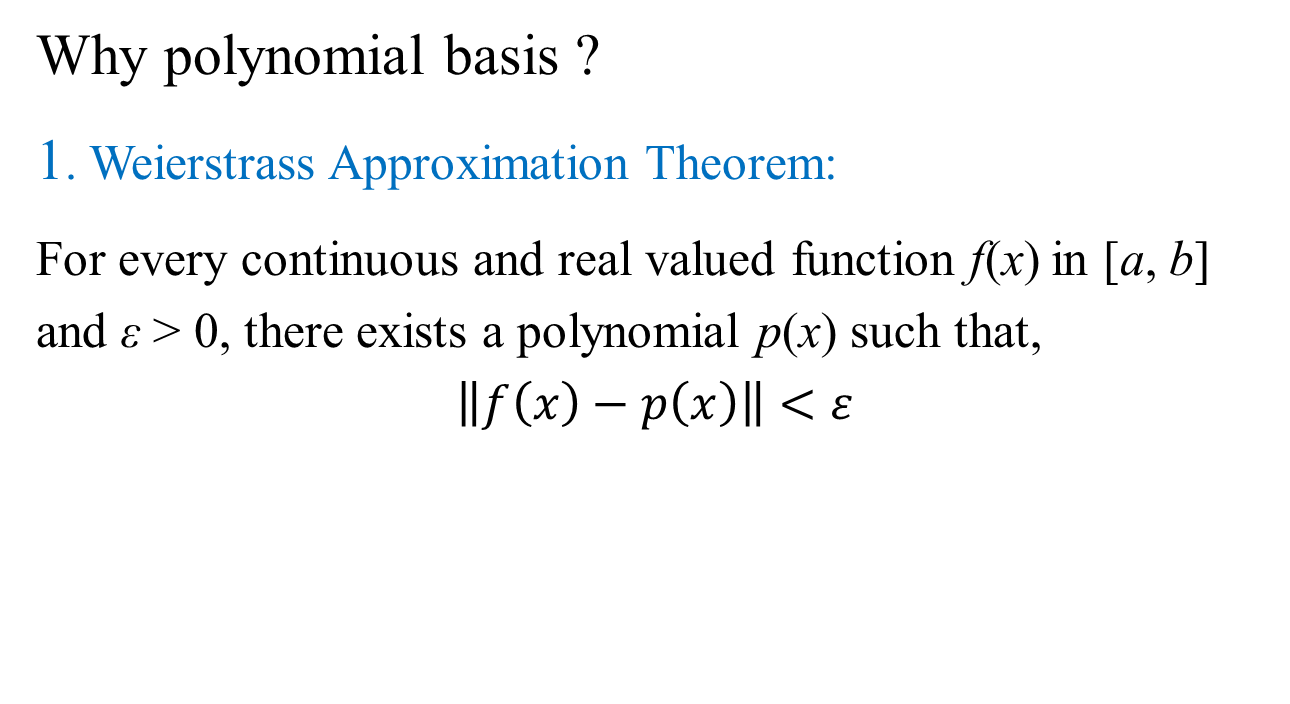 Why polynomial basis ?
1. Weierstrass Approximation Theorem:
For every continuous and real valued function f(x) in [a, b]
and ε > 0, there exists a polynomial p(x) such that,
‖f(x) − p(x)‖ < ε